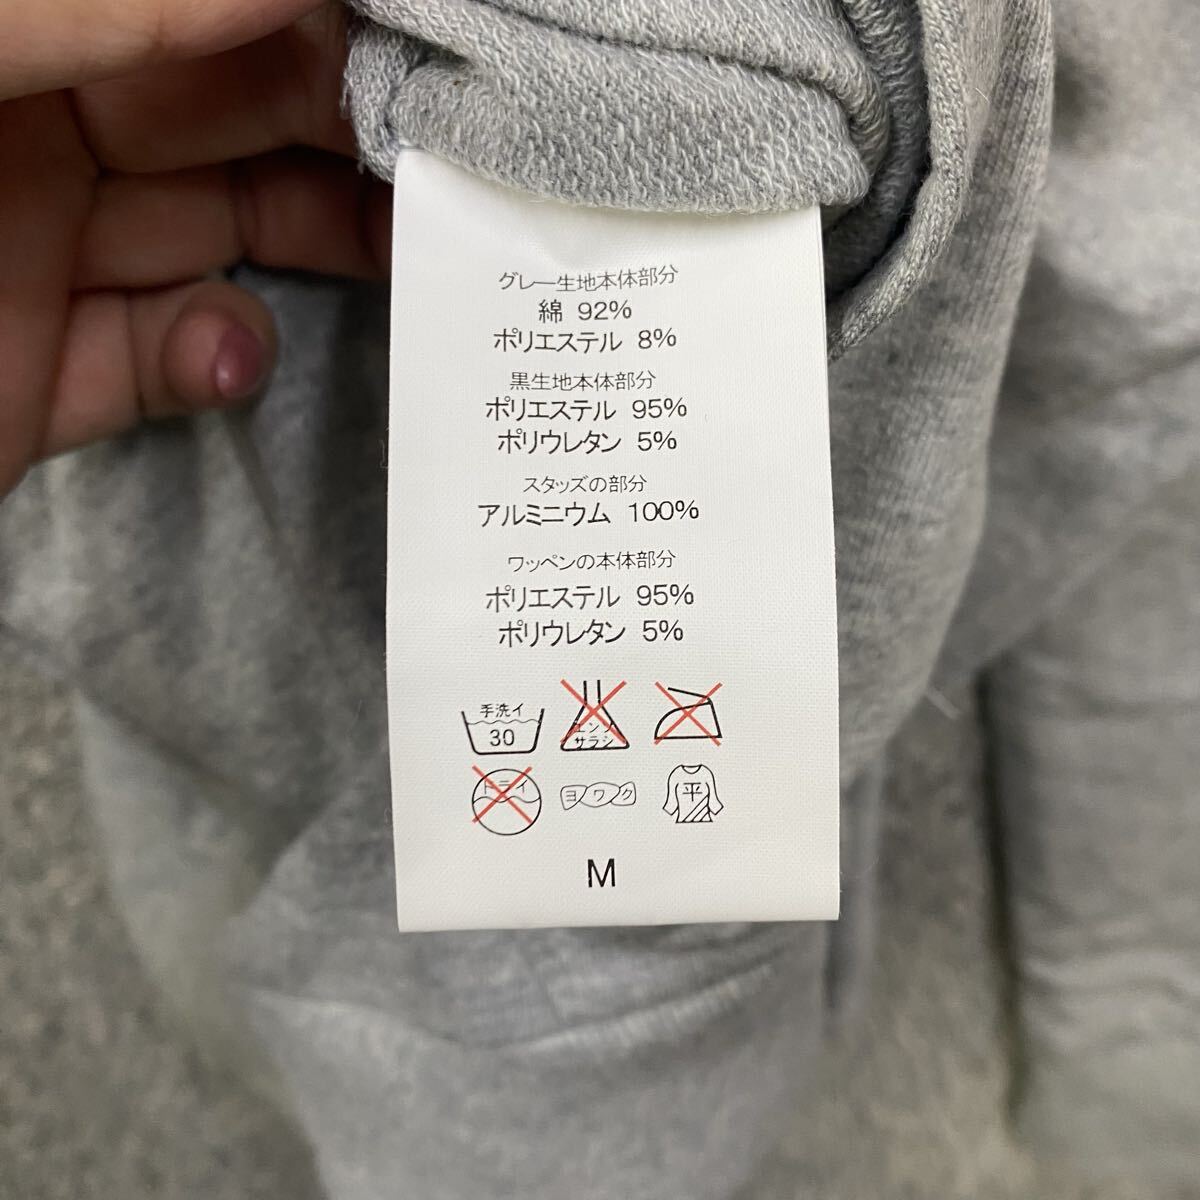 グレー生地本体部分
綿 92%
ポリエステル 8%
黒生地本体部分
ポリエステル 95%
ポリウレタン 5%
スタッズの部分
アルミニウム 100%
ワッペンの本体部分
ポリエステル 95%
ポリウレタン 5%
手洗イ
30
エンソ
サラシ
ドライ
ヨワク
平
M